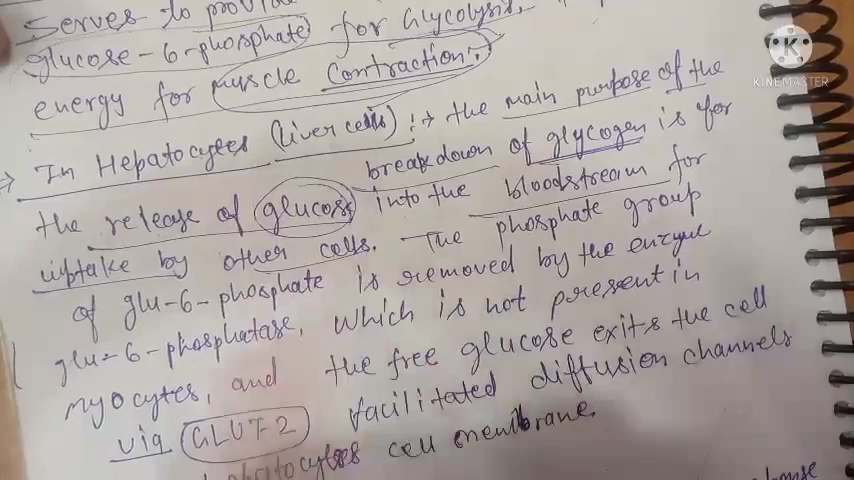 Serves to provide
glucose-6-phosphate for Glycolysis,
energy for muscle contraction :→
⇒ In Hepatocytes (liver cells) :→ the main purpose of the
breakdown of glycogen is for
the release of glucose into the bloodstream for
uptake by other cells. The phosphate group
of glu-6-phosphate is removed by the enzyme
glu-6-phosphatase, which is not present in
myocytes, and the free glucose exits the cell
via GLUT-2 facilitated diffusion channels
hepatocytes cell membrane.
KINEMASTER